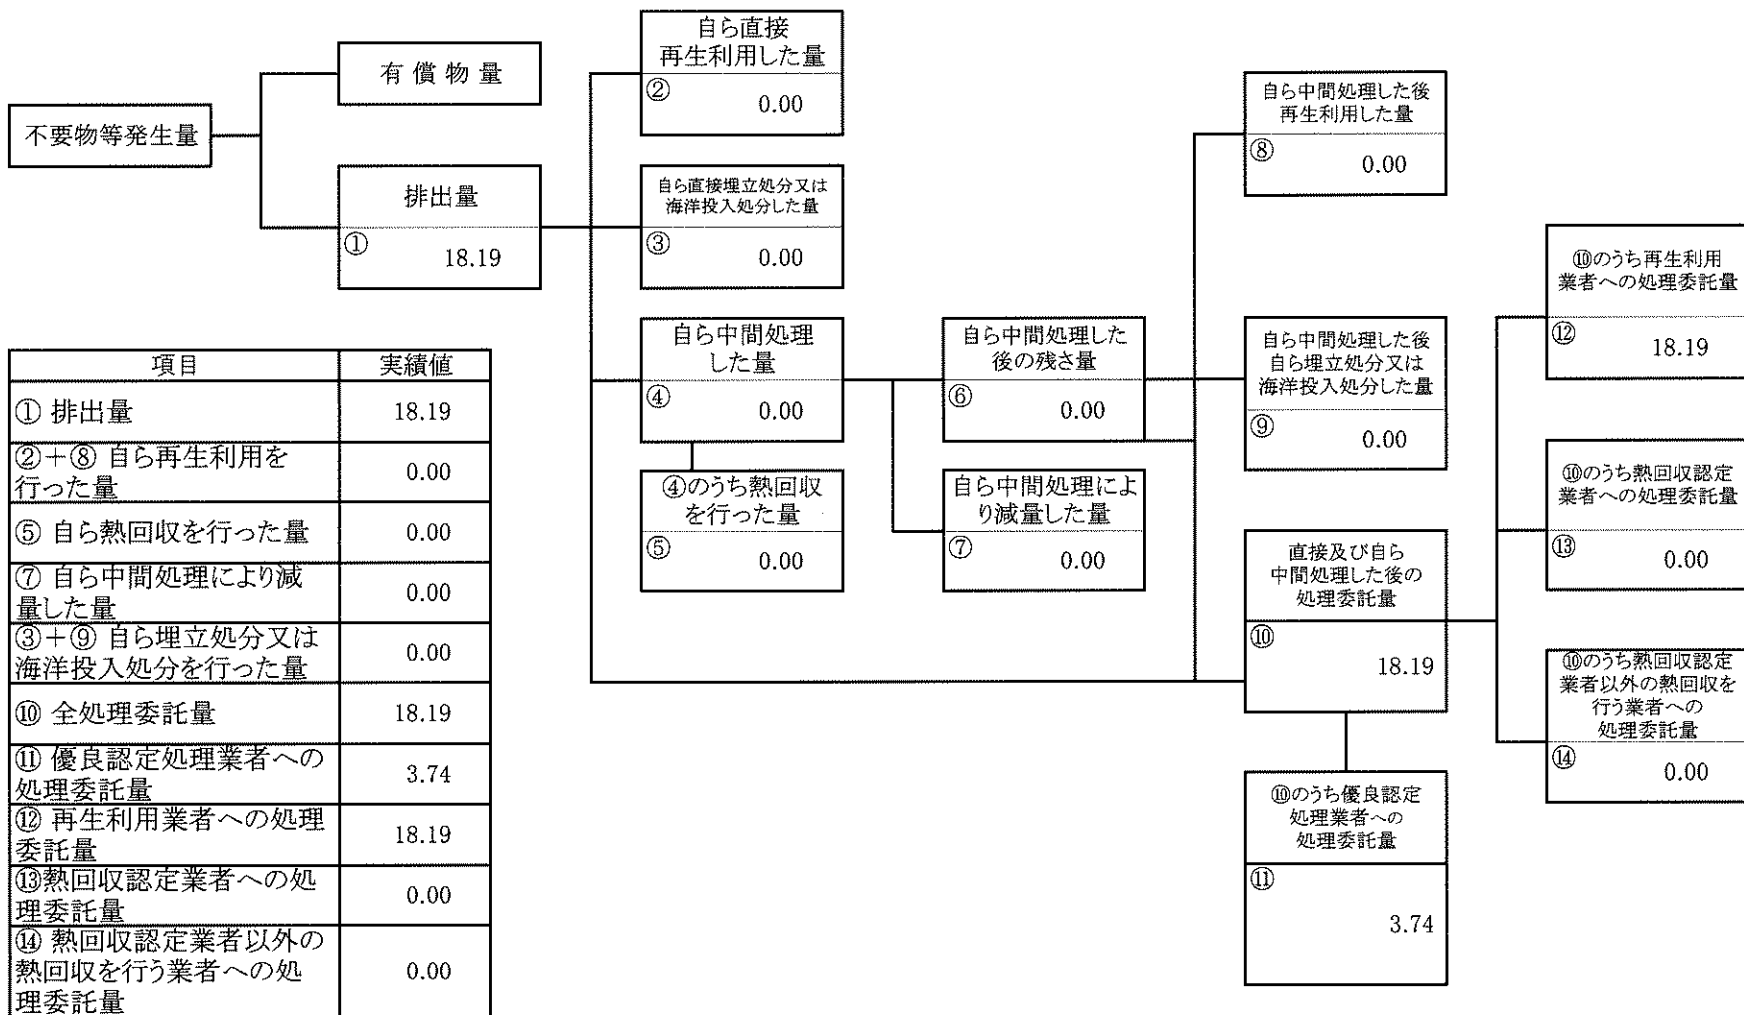 不要物等発生量
有 償 物 量
排出量
①
18.19
自ら直接
再生利用した量
②
0.00
自ら直接埋立処分又は
海洋投入処分した量
③
0.00
自ら中間処理
した量
④
0.00
④のうち熱回収
を行った量
⑤
0.00
自ら中間処理した
後の残さ量
⑥
0.00
自ら中間処理によ
り減量した量
⑦
0.00
自ら中間処理した後
再生利用した量
⑧
0.00
自ら中間処理した後
自ら埋立処分又は
海洋投入処分した量
⑨
0.00
直接及び自ら
中間処理した後の
処理委託量
⑩
18.19
⑩のうち優良認定
処理業者への
処理委託量
⑪
3.74
⑩のうち再生利用
業者への処理委託量
⑫
18.19
⑩のうち熱回収認定
業者への処理委託量
⑬
0.00
⑩のうち熱回収認定
業者以外の熱回収を
行う業者への
処理委託量
⑭
0.00
項目 実績値
① 排出量 18.19
②＋⑧ 自ら再生利用を
行った量 0.00
⑤ 自ら熱回収を行った量 0.00
⑦ 自ら中間処理により減
量した量 0.00
③＋⑨ 自ら埋立処分又は
海洋投入処分を行った量 0.00
⑩ 全処理委託量 18.19
⑪ 優良認定処理業者への
処理委託量 3.74
⑫ 再生利用業者への処理
委託量 18.19
⑬熱回収認定業者への処
理委託量 0.00
⑭ 熱回収認定業者以外の
熱回収を行う業者への処
理委託量 0.00